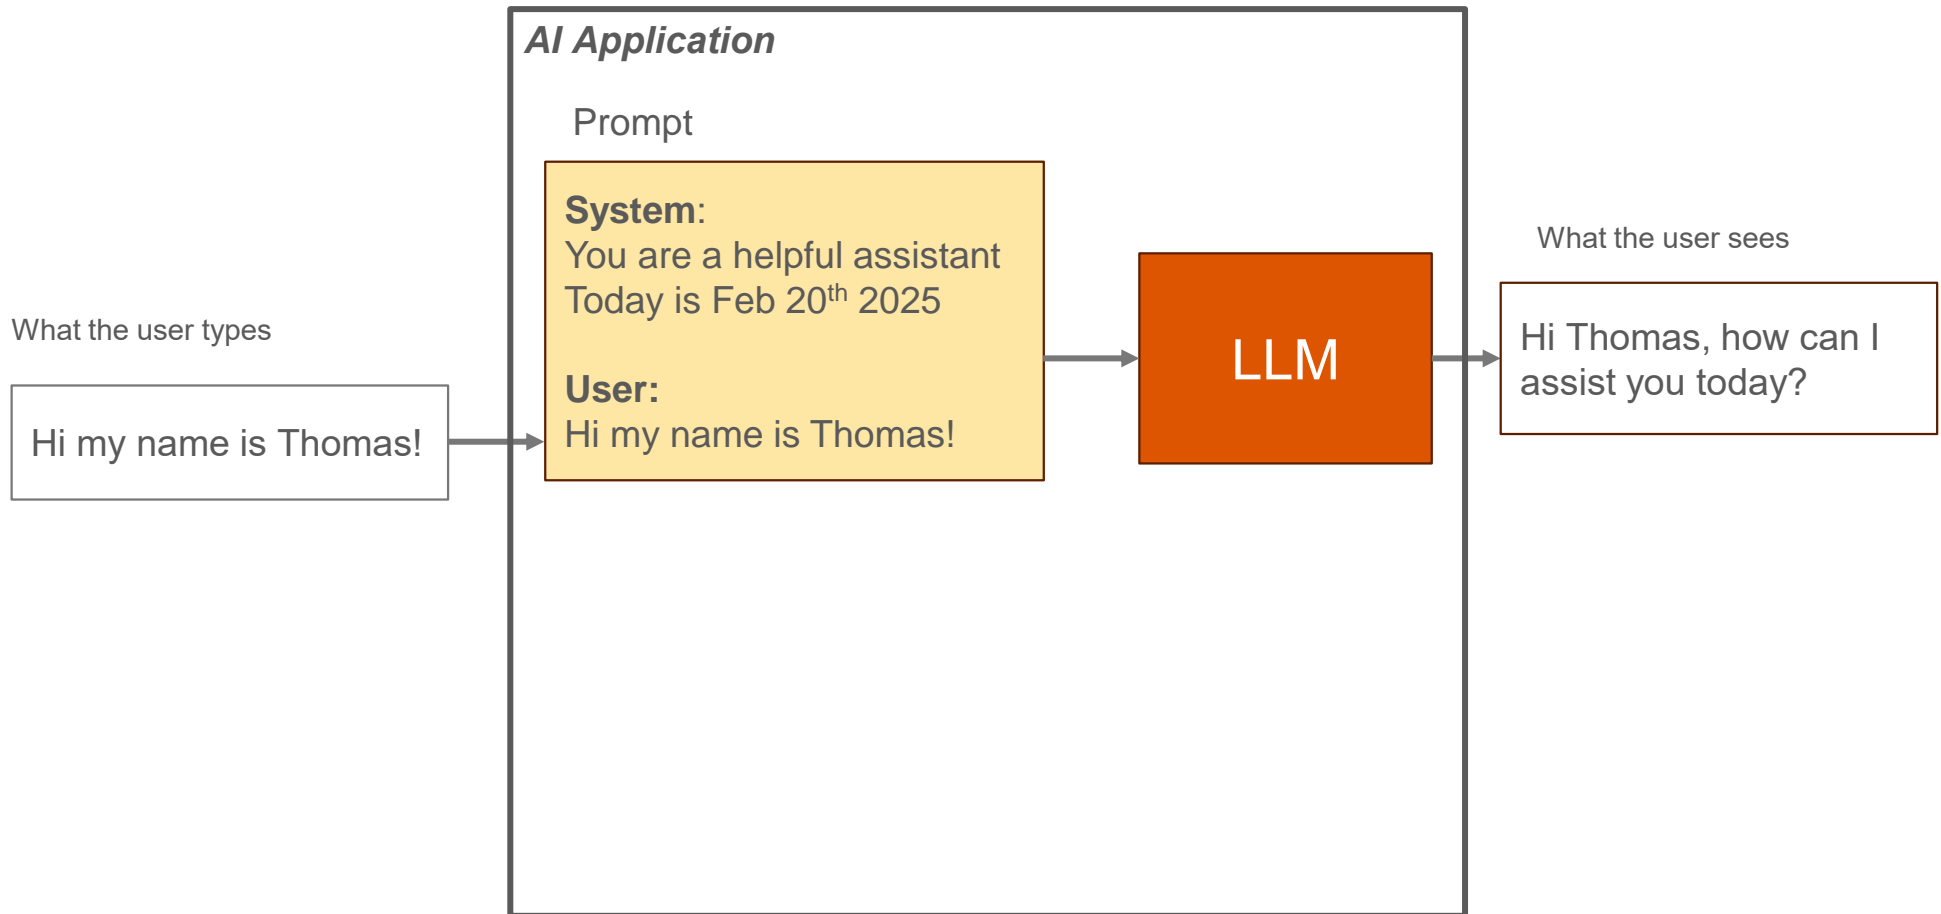 AI Application
Prompt
System:
You are a helpful assistant
Today is Feb 20th 2025
User:
Hi my name is Thomas!
What the user types
Hi my name is Thomas!
LLM
What the user sees
Hi Thomas, how can I
assist you today?